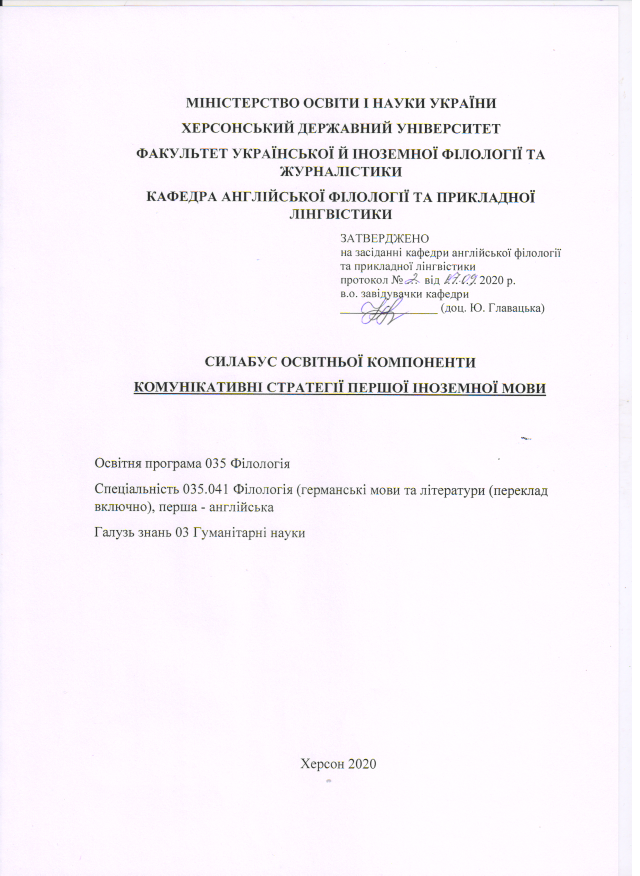 МІНІСТЕРСТВО ОСВІТИ І НАУКИ УКРАЇНИ
ХЕРСОНСЬКИЙ ДЕРЖАВНИЙ УНІВЕРСИТЕТ
ФАКУЛЬТЕТ УКРАЇНСЬКОЇ Й ІНОЗЕМНОЇ ФІЛОЛОГІЇ ТА
ЖУРНАЛІСТИКИ
КАФЕДРА АНГЛІЙСЬКОЇ ФІЛОЛОГІЇ ТА ПРИКЛАДНОЇ
ЛІНГВІСТИКИ
ЗАТВЕРДЖЕНО
на засіданні кафедри англійської філології
та прикладної лінгвістики
протокол № 2 від 2020 р.
в.о. завідувачки кафедри
(доц. Ю. Главацька)
СИЛАБУС ОСВІТНЬОЇ КОМПОНЕНТИ
КОМУНІКАТИВНІ СТРАТЕГІЇ ПЕРШОЇ ІНОЗЕМНОЇ МОВИ
Освітня програма 035 Філологія
Спеціальність 035.041 Філологія (германські мови та літератури (переклад
включно), перша - англійська
Галузь знань 03 Гуманітарні науки
Херсон 2020